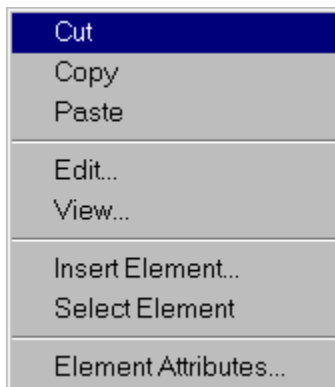 Cut
Copy
Paste
Edit...
View...
Insert Element...
Select Element
Element Attributes...